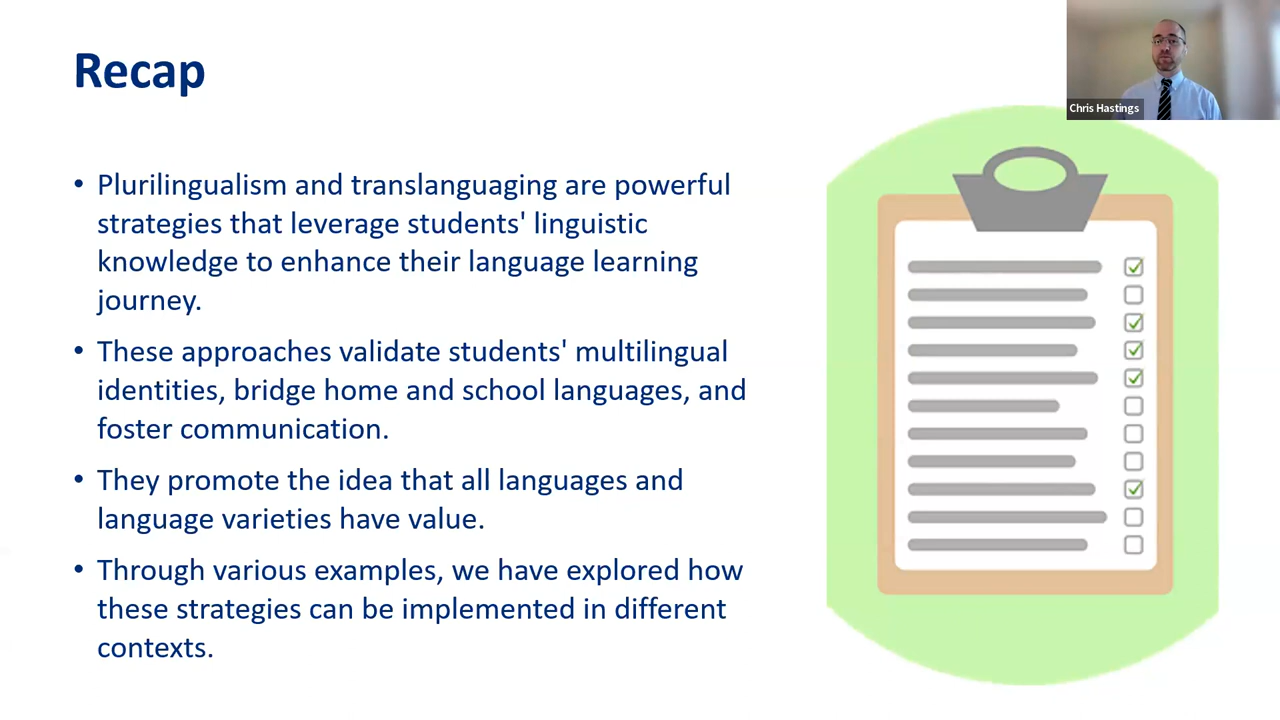 Recap
Chris Hastings
• Plurilingualism and translanguaging are powerful
strategies that leverage students' linguistic
knowledge to enhance their language learning
journey.
• These approaches validate students' multilingual
identities, bridge home and school languages, and
foster communication.
• They promote the idea that all languages and
language varieties have value.
• Through various examples, we have explored how
these strategies can be implemented in different
contexts.